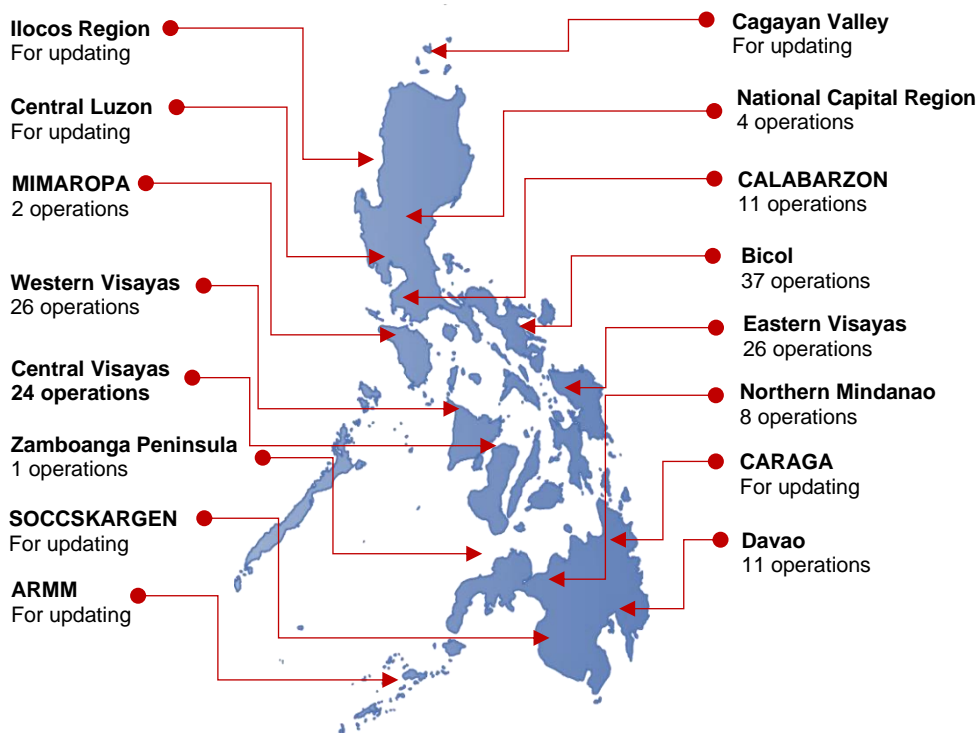 Ilocos Region
For updating
Central Luzon
For updating
MIMAROPA
2 operations
Western Visayas
26 operations
Central Visayas
24 operations
Zamboanga Peninsula
1 operations
SOCCSKARGEN
For updating
ARMM
For updating
Cagayan Valley
For updating
National Capital Region
4 operations
CALABARZON
11 operations
Bicol
37 operations
Eastern Visayas
26 operations
Northern Mindanao
8 operations
CARAGA
For updating
Davao
11 operations